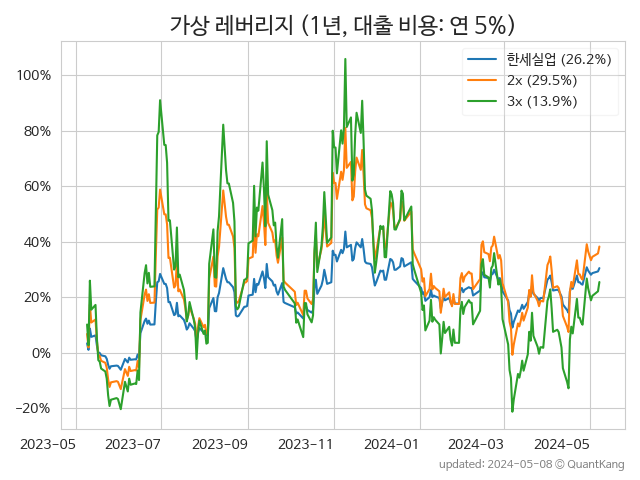 가상 레버리지 (1년, 대출 비용: 연 5%)
한세실업 (26.2%)
2x (29.5%)
3x (13.9%)
100%
80%
60%
40%
20%
0%
−20%
2023-05
2023-07
2023-09
2023-11
2024-01
2024-03
2024-05
updated: 2024-05-08 © QuantKang